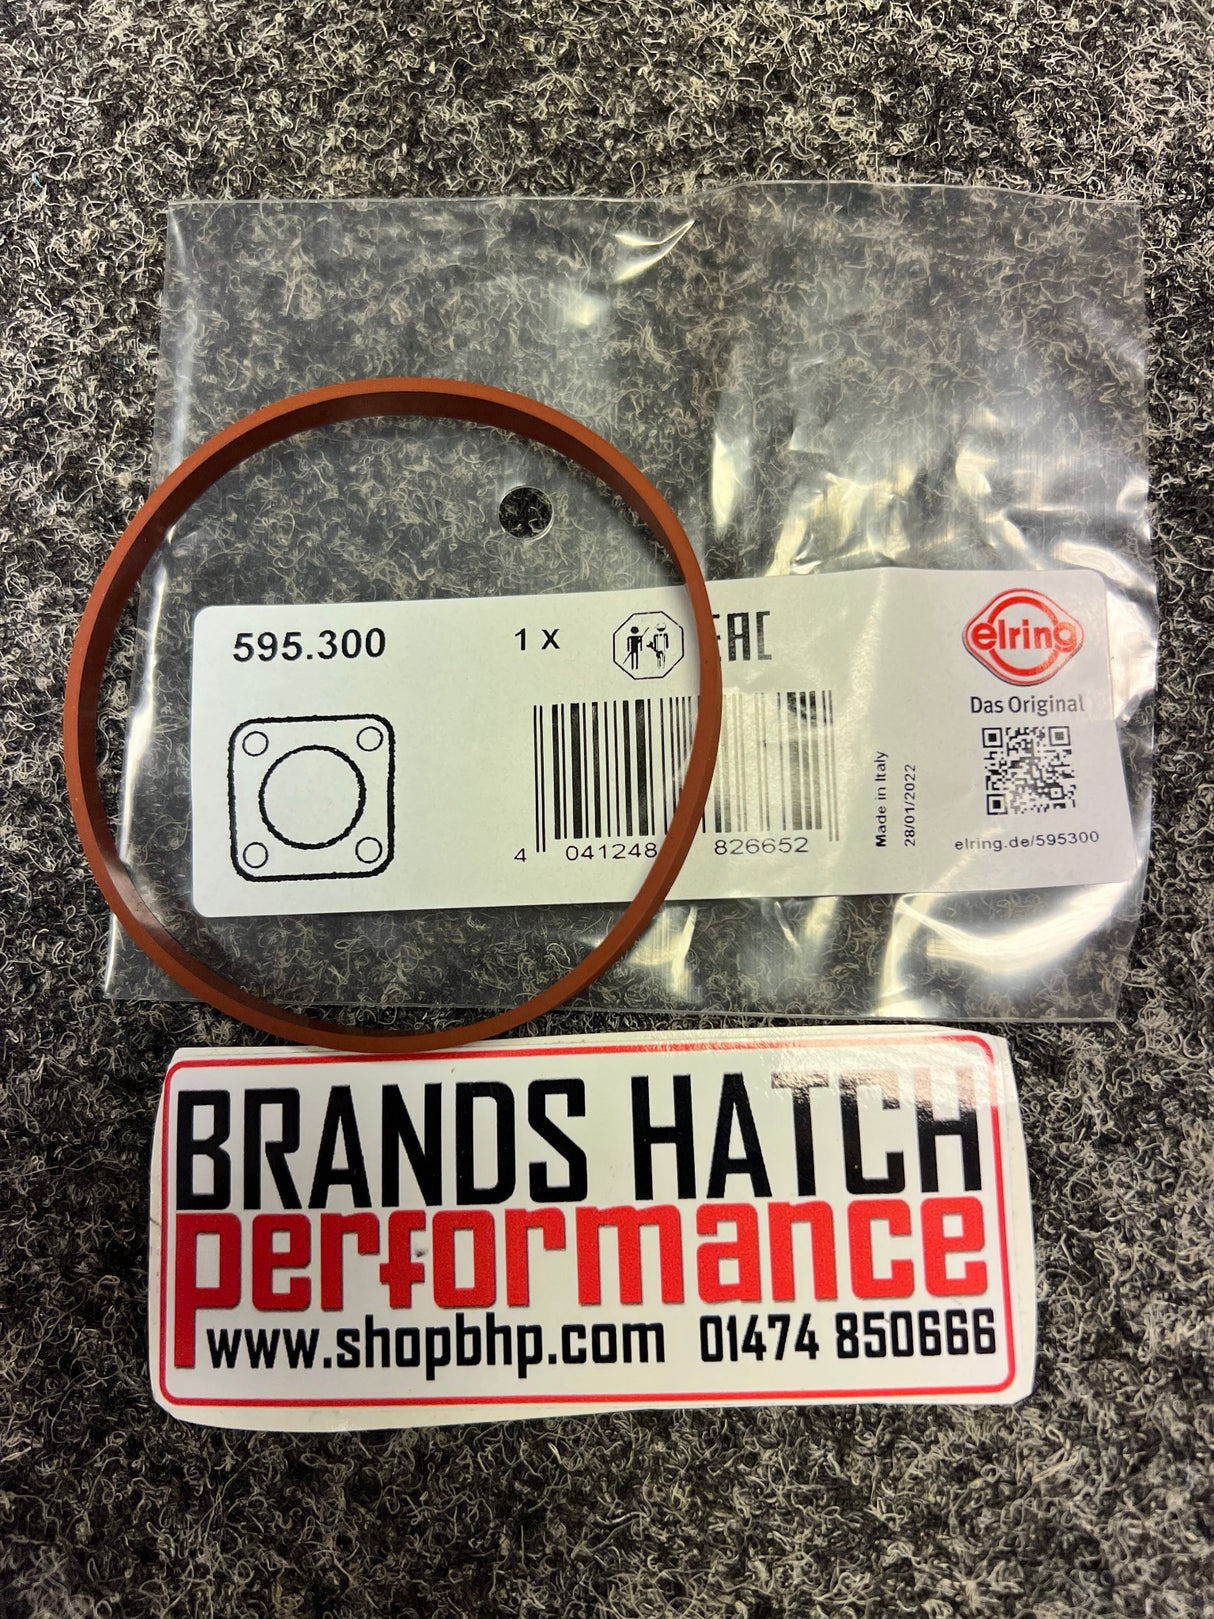 595.300
1 X
EAC
elring
Das Original
4 041248 826652
Made in Italy
28/01/2022
elring.de/595300
BRANDS HATCH
performance
www.shopbhp.com 01474 850666